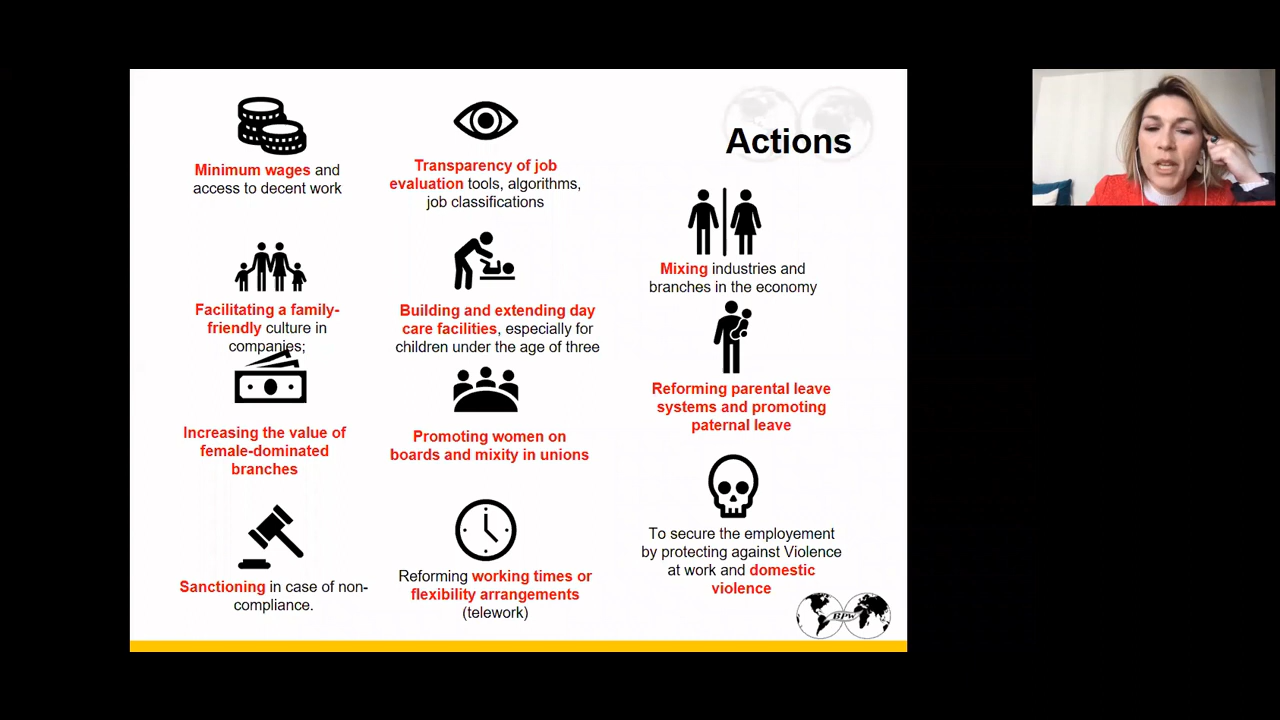 Actions
Minimum wages and
access to decent work
Transparency of job
evaluation tools, algorithms,
job classifications
Mixing industries and
branches in the economy
Facilitating a family-
friendly culture in
companies;
Building and extending day
care facilities, especially for
children under the age of three
Reforming parental leave
systems and promoting
paternal leave
Increasing the value of
female-dominated
branches
Promoting women on
boards and mixity in unions
To secure the employement
by protecting against Violence
at work and domestic
violence
Sanctioning in case of non-
compliance.
Reforming working times or
flexibility arrangements
(telework)
BPW